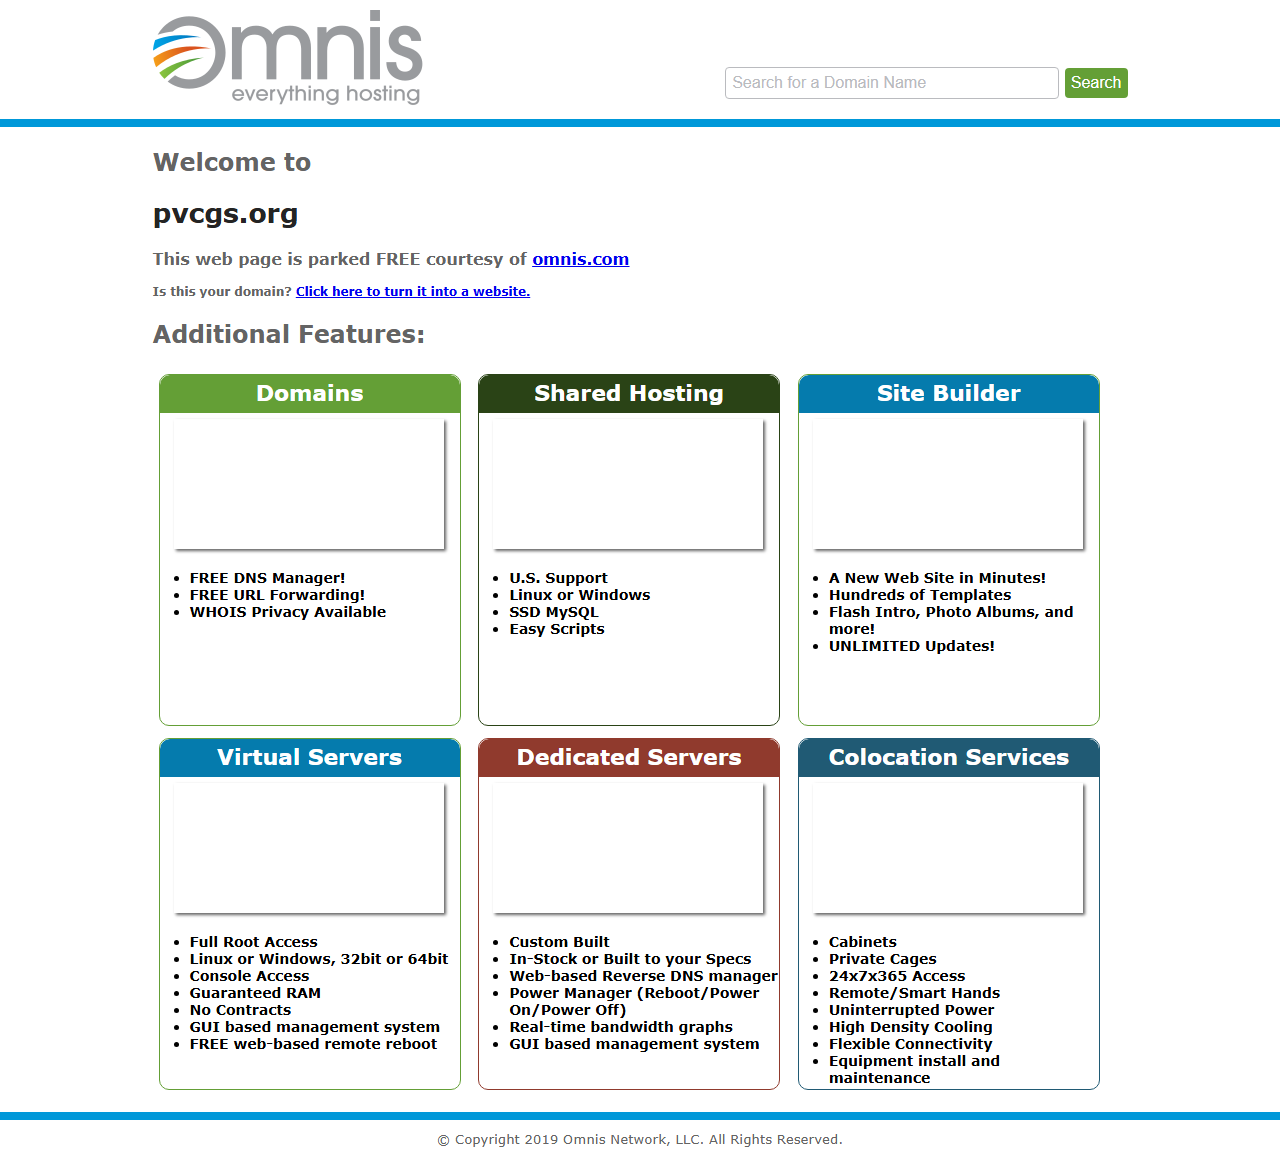 Omnis
everything hosting
Search for a Domain Name
Search
Welcome to
pvcgs.org
This web page is parked FREE courtesy of omnis.com
Is this your domain? Click here to turn it into a website.
Additional Features:
Domains
FREE DNS Manager!
FREE URL Forwarding!
WHOIS Privacy Available
Shared Hosting
U.S. Support
Linux or Windows
SSD MySQL
Easy Scripts
Site Builder
A New Web Site in Minutes!
Hundreds of Templates
Flash Intro, Photo Albums, and
more!
UNLIMITED Updates!
Virtual Servers
Full Root Access
Linux or Windows, 32bit or 64bit
Console Access
Guaranteed RAM
No Contracts
GUI based management system
FREE web-based remote reboot
Dedicated Servers
Custom Built
In-Stock or Built to your Specs
Web-based Reverse DNS manager
Power Manager (Reboot/Power
On/Power Off)
Real-time bandwidth graphs
GUI based management system
Colocation Services
Cabinets
Private Cages
24x7x365 Access
Remote/Smart Hands
Uninterrupted Power
High Density Cooling
Flexible Connectivity
Equipment install and
maintenance
© Copyright 2019 Omnis Network, LLC. All Rights Reserved.